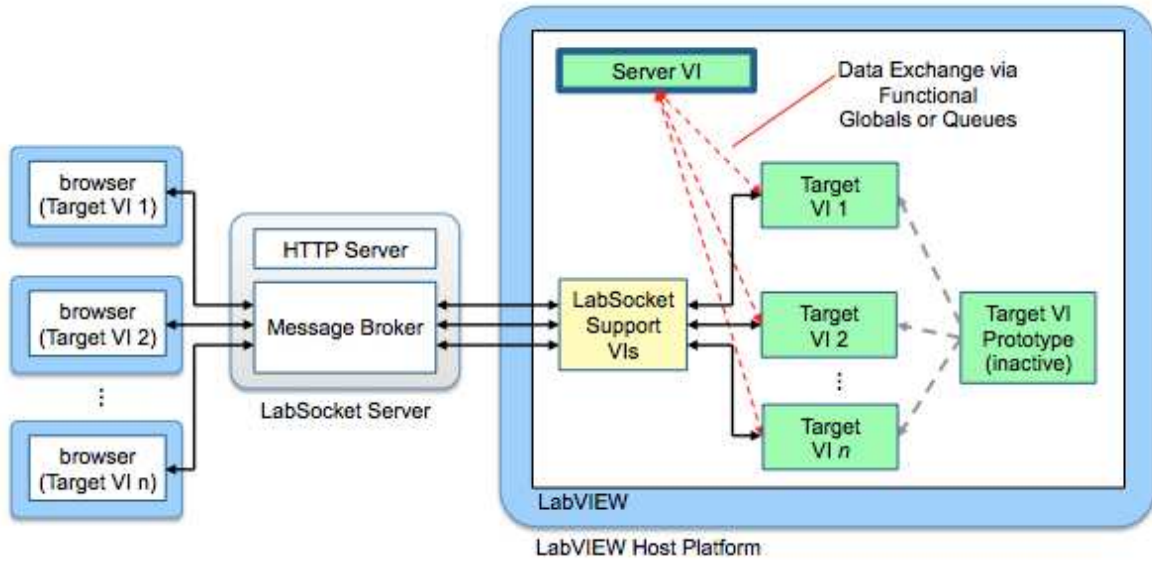 Server VI
Data Exchange via
Functional
Globals or Queues
browser
(Target VI 1)
browser
(Target VI 2)
...
browser
(Target VI n)
HTTP Server
Message Broker
LabSocket Server
LabSocket
Support
VIs
Target
VI 1
Target
VI 2
...
Target
VI n
Target VI
Prototype
(inactive)
LabVIEW
LabVIEW Host Platform